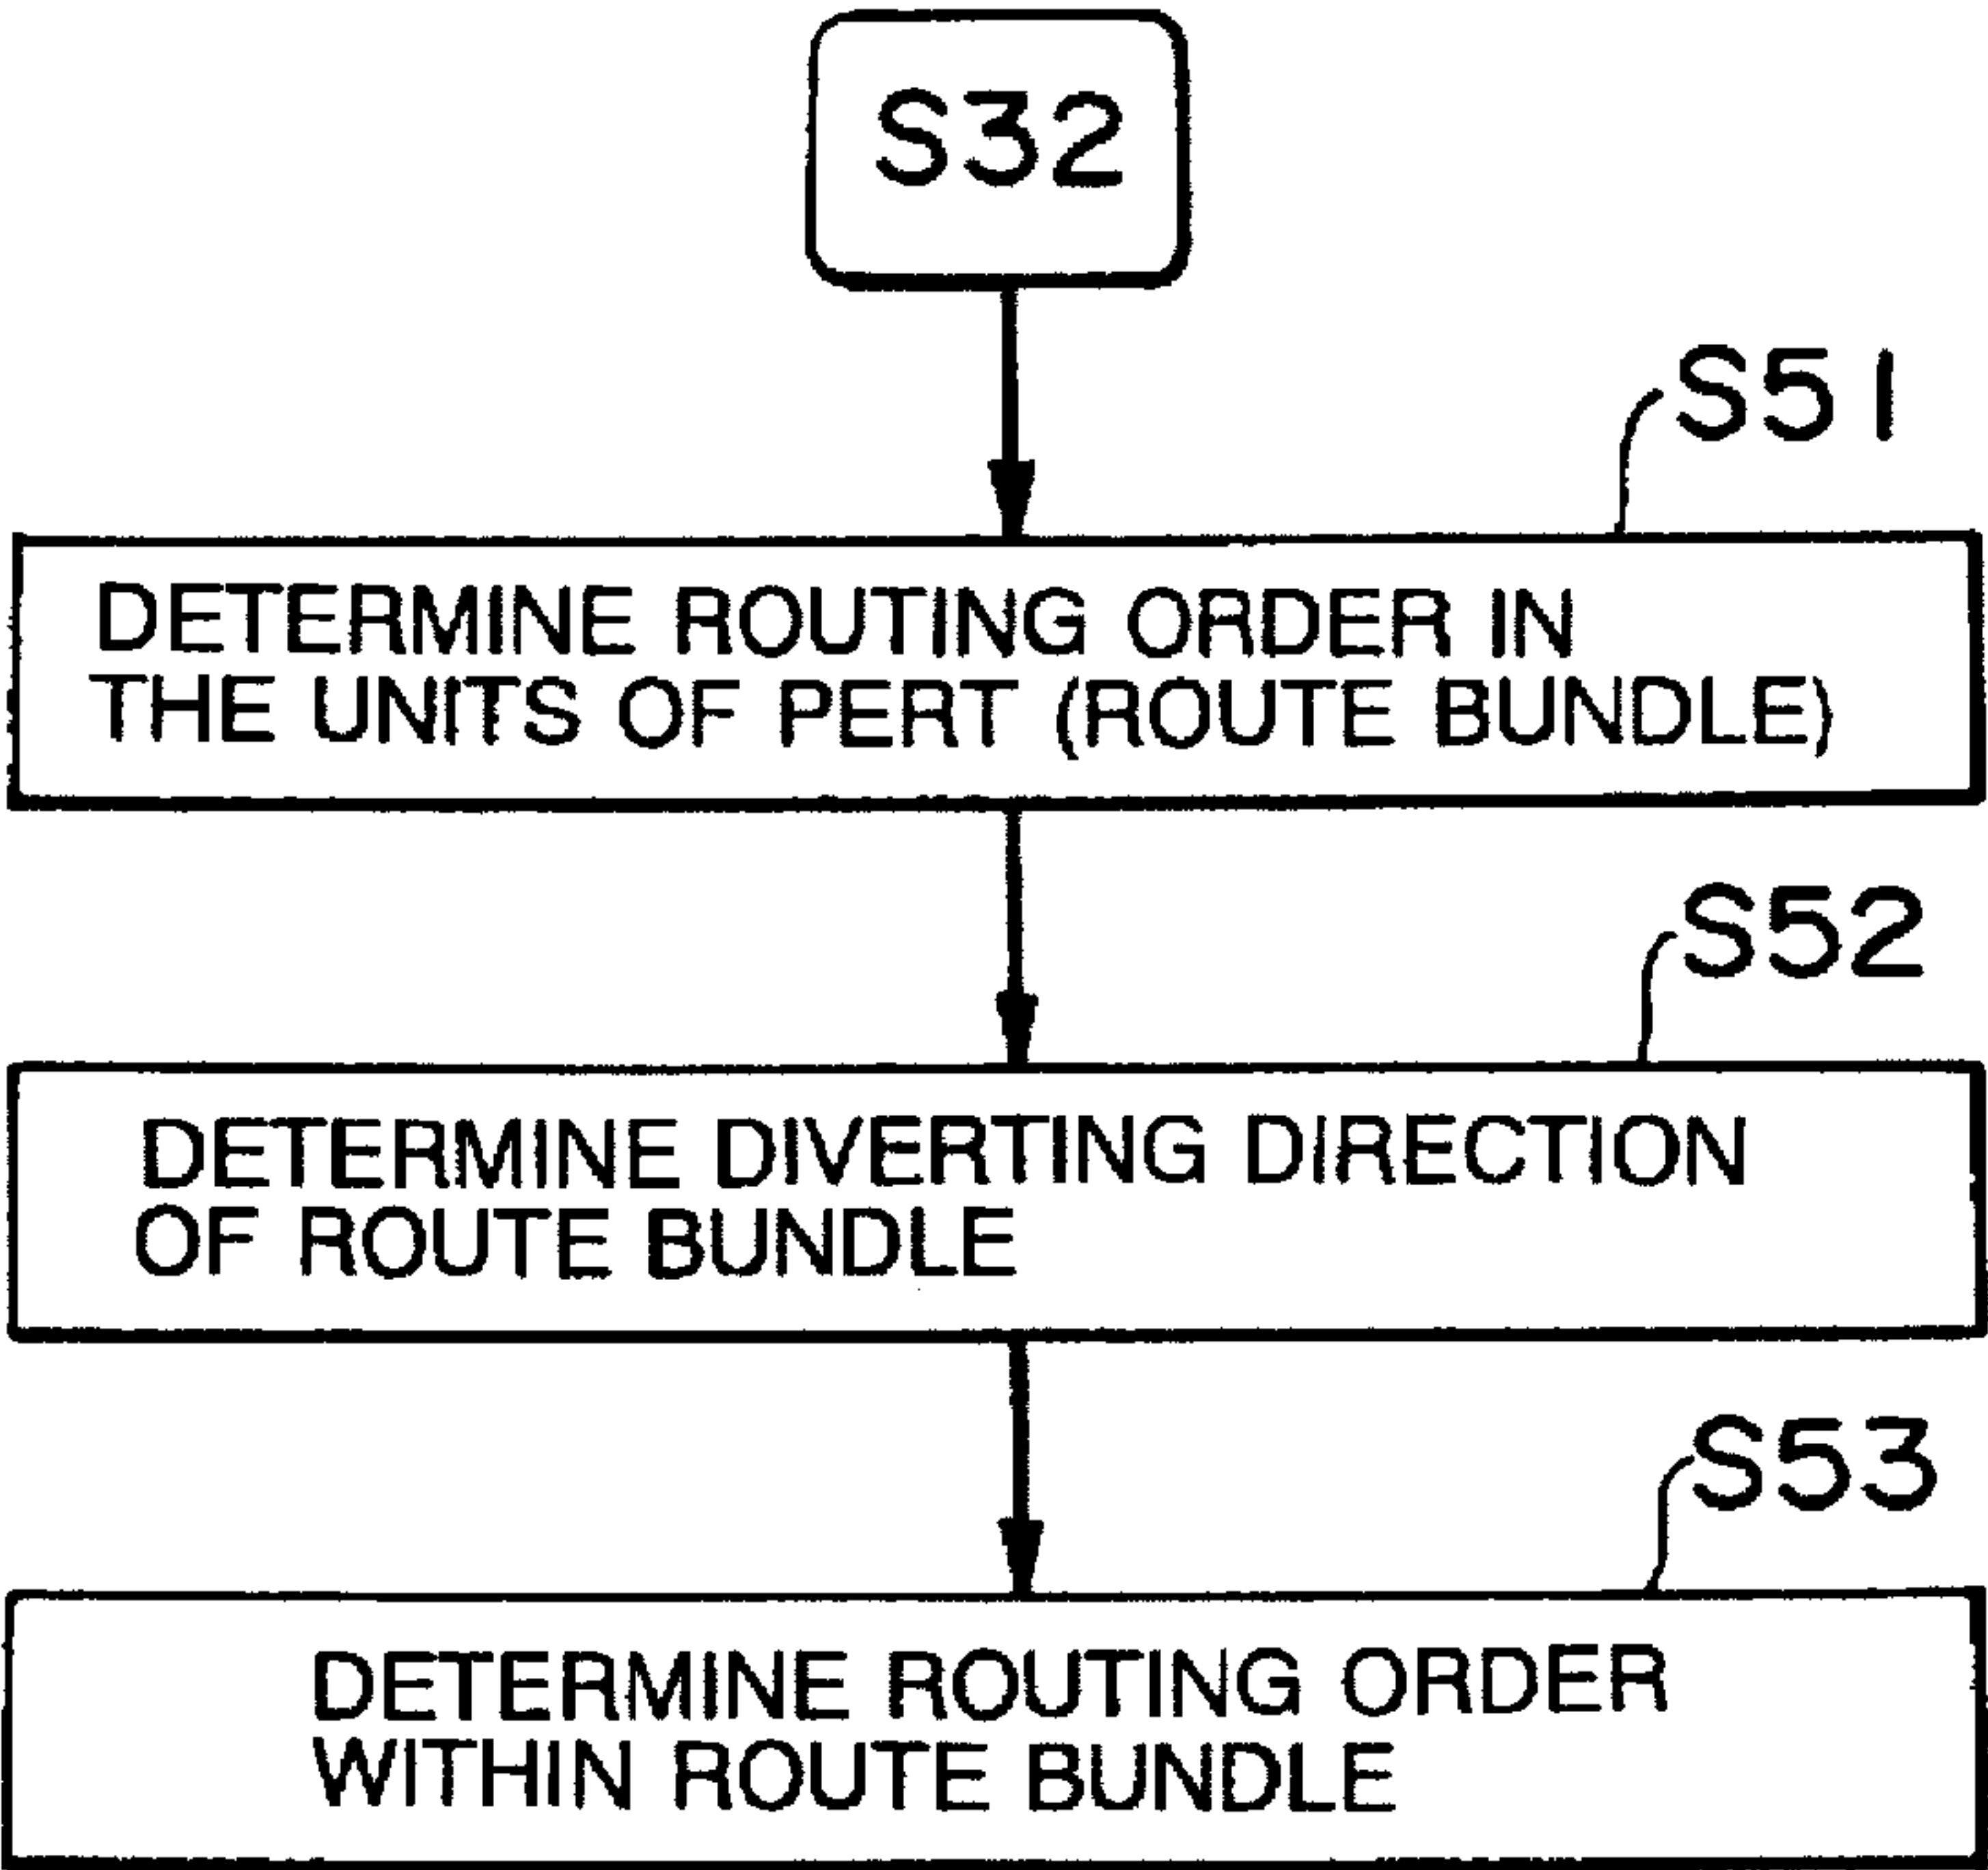 S32
S51
DETERMINE ROUTING ORDER IN
THE UNITS OF PERT (ROUTE BUNDLE)
S52
DETERMINE DIVERTING DIRECTION
OF ROUTE BUNDLE
S53
DETERMINE ROUTING ORDER
WITHIN ROUTE BUNDLE